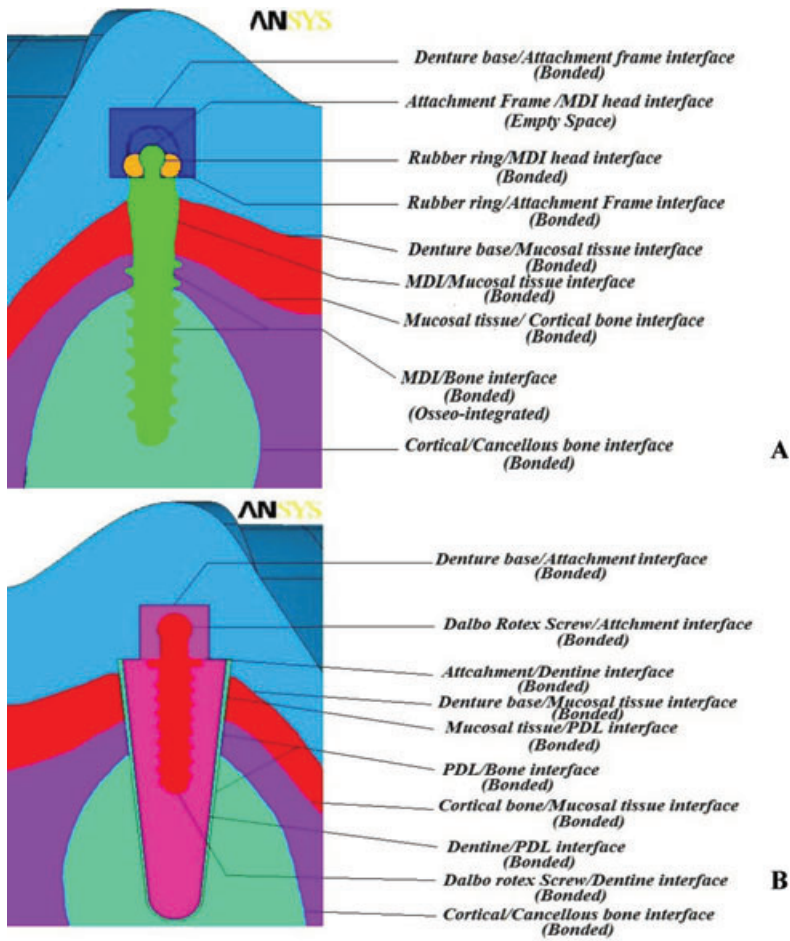 ANSYS
Denture base/Attachment frame interface
(Bonded)
Attachment Frame /MDI head interface
(Empty Space)
Rubber ring/MDI head interface
(Bonded)
Rubber ring/Attachment Frame interface
(Bonded)
Denture base/Mucosal tissue interface
(Bonded)
MDI/Mucosal tissue interface
(Bonded)
Mucosal tissue/ Cortical bone interface
(Bonded)
MDI/Bone interface
(Bonded)
(Osseo-integrated)
Cortical/Cancellous bone interface
(Bonded)
A
ANSYS
Denture base/Attachment interface
(Bonded)
Dalbo Rotex Screw/Attchment interface
(Bonded)
Attcahment/Dentine interface
(Bonded)
Denture base/Mucosal tissue interface
(Bonded)
Mucosal tissue/PDL interface
(Bonded)
PDL/Bone interface
(Bonded)
Cortical bone/Mucosal tissue interface
(Bonded)
Dentine/PDL interface
(Bonded)
Dalbo rotex Screw/Dentine interface
(Bonded)
Cortical/Cancellous bone interface
(Bonded)
B